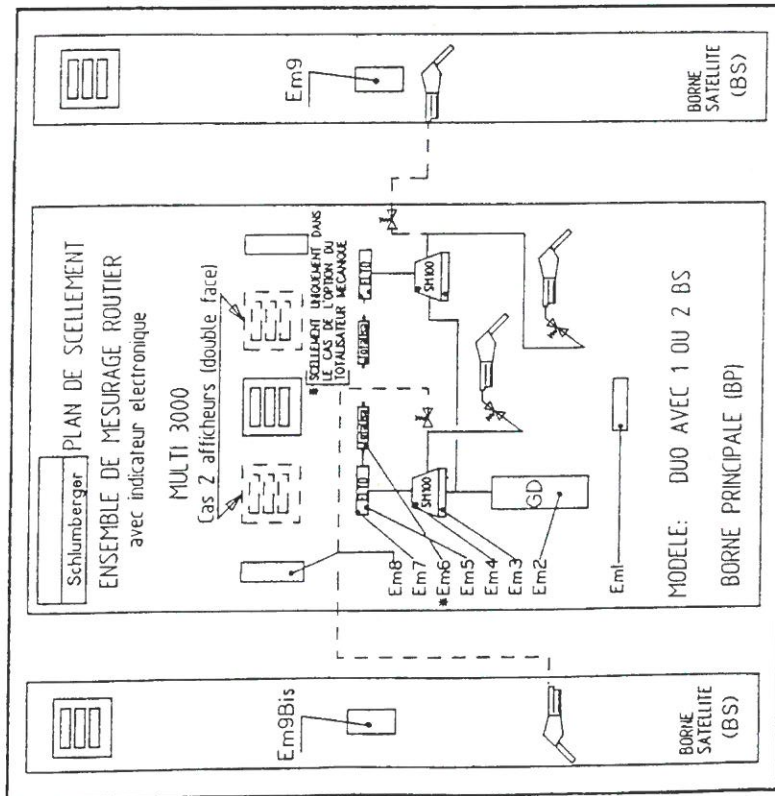 Schlumberger
PLAN DE SCELLEMENT
ENSEMBLE DE MESURAGE ROUTIER
avec indicateur electronique
MULTI 3000
Cas 2 afficheurs (double face)
* SCELLEMENT UNIQUEMENT DANS
LE CAS DE L'OPTION DU
TOTALISATEUR MECANIQUE
Em9
BORNE
SATELLITE
(BS)
SM100
SM100
GD
Em8
Em7
*Em6
Em5
Em4
Em3
Em2
Em1
MODELE: DUO AVEC 1 OU 2 BS
BORNE PRINCIPALE (BP)
Em9Bis
BORNE
SATELLITE
(BS)